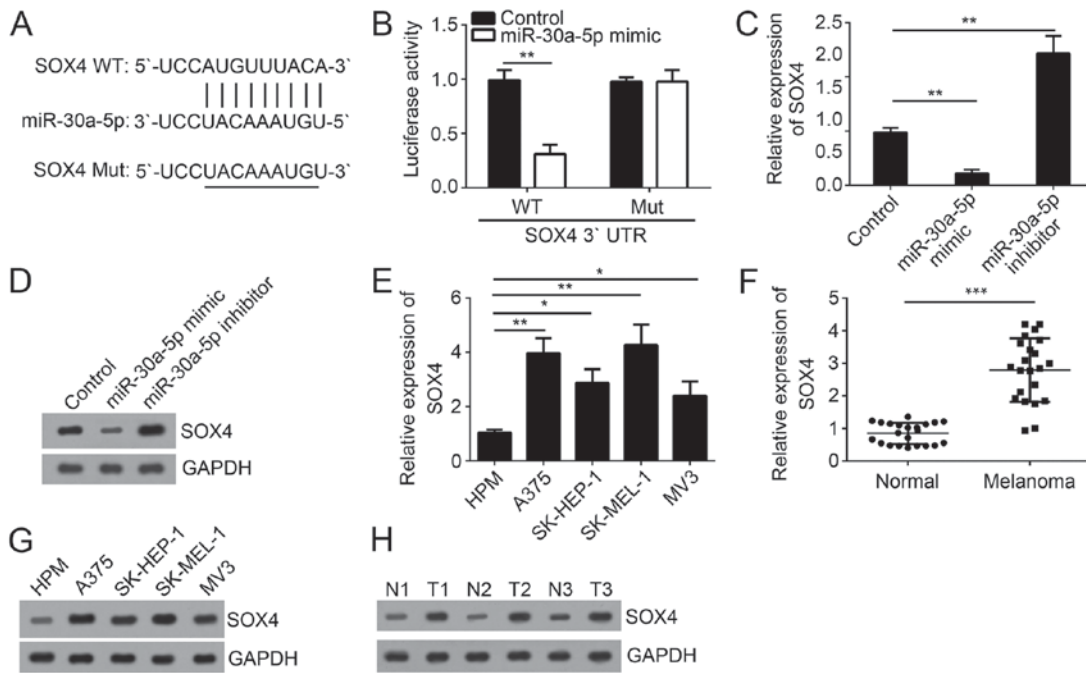 A
SOX4 WT: 5`-UCCAUGUUUACA-3`
miR-30a-5p: 3`-UCCUACAAAUGU-5`
SOX4 Mut: 5`-UCCUACAAAUGU-3`
B
Control
miR-30a-5p mimic
Luciferase activity
1.5
1.0
0.5
0.0
**
WT
Mut
SOX4 3` UTR
C
Relative expression
of SOX4
2.5
2.0
1.5
1.0
0.5
0.0
**
**
Control
miR-30a-5p
mimic
miR-30a-5p
inhibitor
D
Control
miR-30a-5p mimic
miR-30a-5p inhibitor
SOX4
GAPDH
E
Relative expression of
SOX4
6
4
2
0
*
**
*
**
HPM
A375
SK-HEP-1
SK-MEL-1
MV3
F
Relative expression of
SOX4
5
4
3
2
1
0
***
Normal
Melanoma
G
HPM
A375
SK-HEP-1
SK-MEL-1
MV3
SOX4
GAPDH
H
N1 T1 N2 T2 N3 T3
SOX4
GAPDH